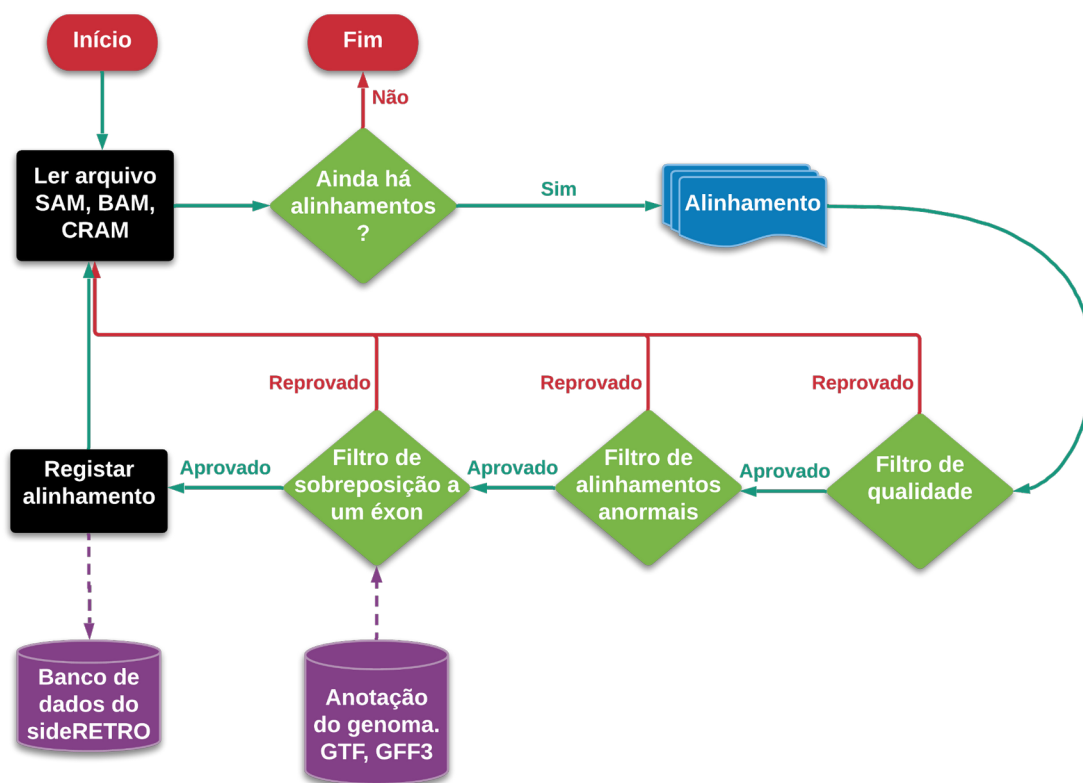 Início
Fim
Não
Ler arquivo
SAM, BAM,
CRAM
Ainda há
alinhamentos
?
Sim
Alinhamento
Reprovado
Reprovado
Reprovado
Registar
alinhamento
Aprovado
Filtro de
sobreposição a
um éxon
Aprovado
Filtro de
alinhamentos
anormais
Aprovado
Filtro de
qualidade
Banco de
dados do
sideRETRO
Anotação
do genoma.
GTF, GFF3